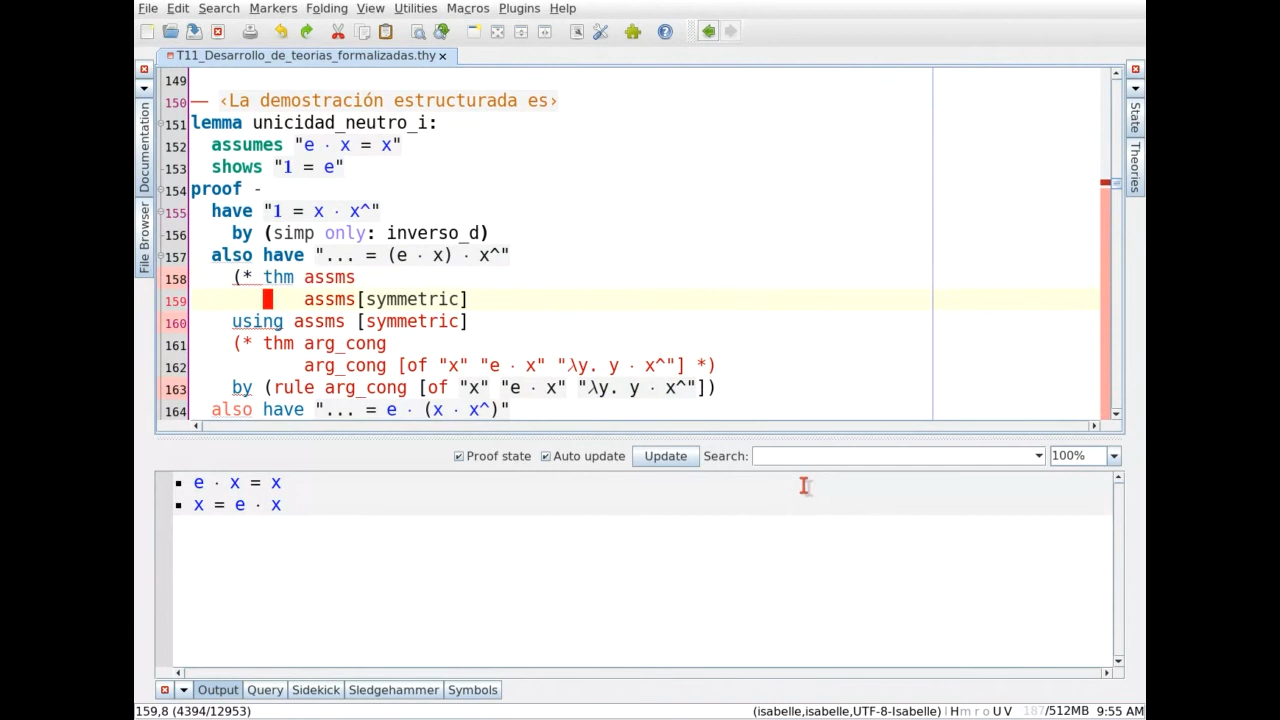 File Edit Search Markers Folding View Utilities Macros Plugins Help
T11_Desarrollo_de_teorias_formalizadas.thy
Documentation
File Browser
State
Theories
149
150 — ‹La demostración estructurada es›
151 lemma unicidad_neutro_i:
152 assumes "e · x = x"
153 shows "1 = e"
154 proof -
155 have "1 = x · x^"
156 by (simp only: inverso_d)
157 also have "... = (e · x) · x^"
158 (* thm assms
159 assms[symmetric]
160 using assms [symmetric]
161 (* thm arg_cong
162 arg_cong [of "x" "e · x" "λy. y · x^"] *)
163 by (rule arg_cong [of "x" "e · x" "λy. y · x^"])
164 also have "... = e · (x · x^)"
Proof state Auto update Update Search: 100%
e · x = x
x = e · x
Output Query Sidekick Sledgehammer Symbols
159,8 (4394/12953) (isabelle,isabelle,UTF-8-Isabelle) | H m r o U V 187/512MB 9:55 AM